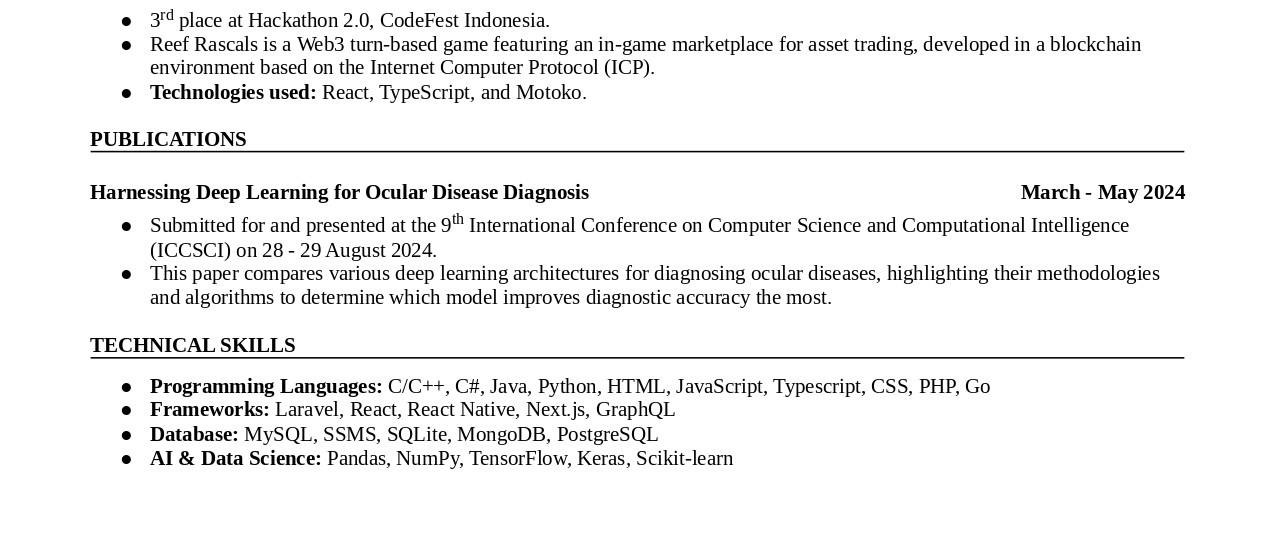 ● 3rd place at Hackathon 2.0, CodeFest Indonesia.
● Reef Rascals is a Web3 turn-based game featuring an in-game marketplace for asset trading, developed in a blockchain
environment based on the Internet Computer Protocol (ICP).
● Technologies used: React, TypeScript, and Motoko.
PUBLICATIONS
Harnessing Deep Learning for Ocular Disease Diagnosis March - May 2024
● Submitted for and presented at the 9th International Conference on Computer Science and Computational Intelligence
(ICCSCI) on 28 - 29 August 2024.
● This paper compares various deep learning architectures for diagnosing ocular diseases, highlighting their methodologies
and algorithms to determine which model improves diagnostic accuracy the most.
TECHNICAL SKILLS
● Programming Languages: C/C++, C#, Java, Python, HTML, JavaScript, Typescript, CSS, PHP, Go
● Frameworks: Laravel, React, React Native, Next.js, GraphQL
● Database: MySQL, SSMS, SQLite, MongoDB, PostgreSQL
● AI & Data Science: Pandas, NumPy, TensorFlow, Keras, Scikit-learn